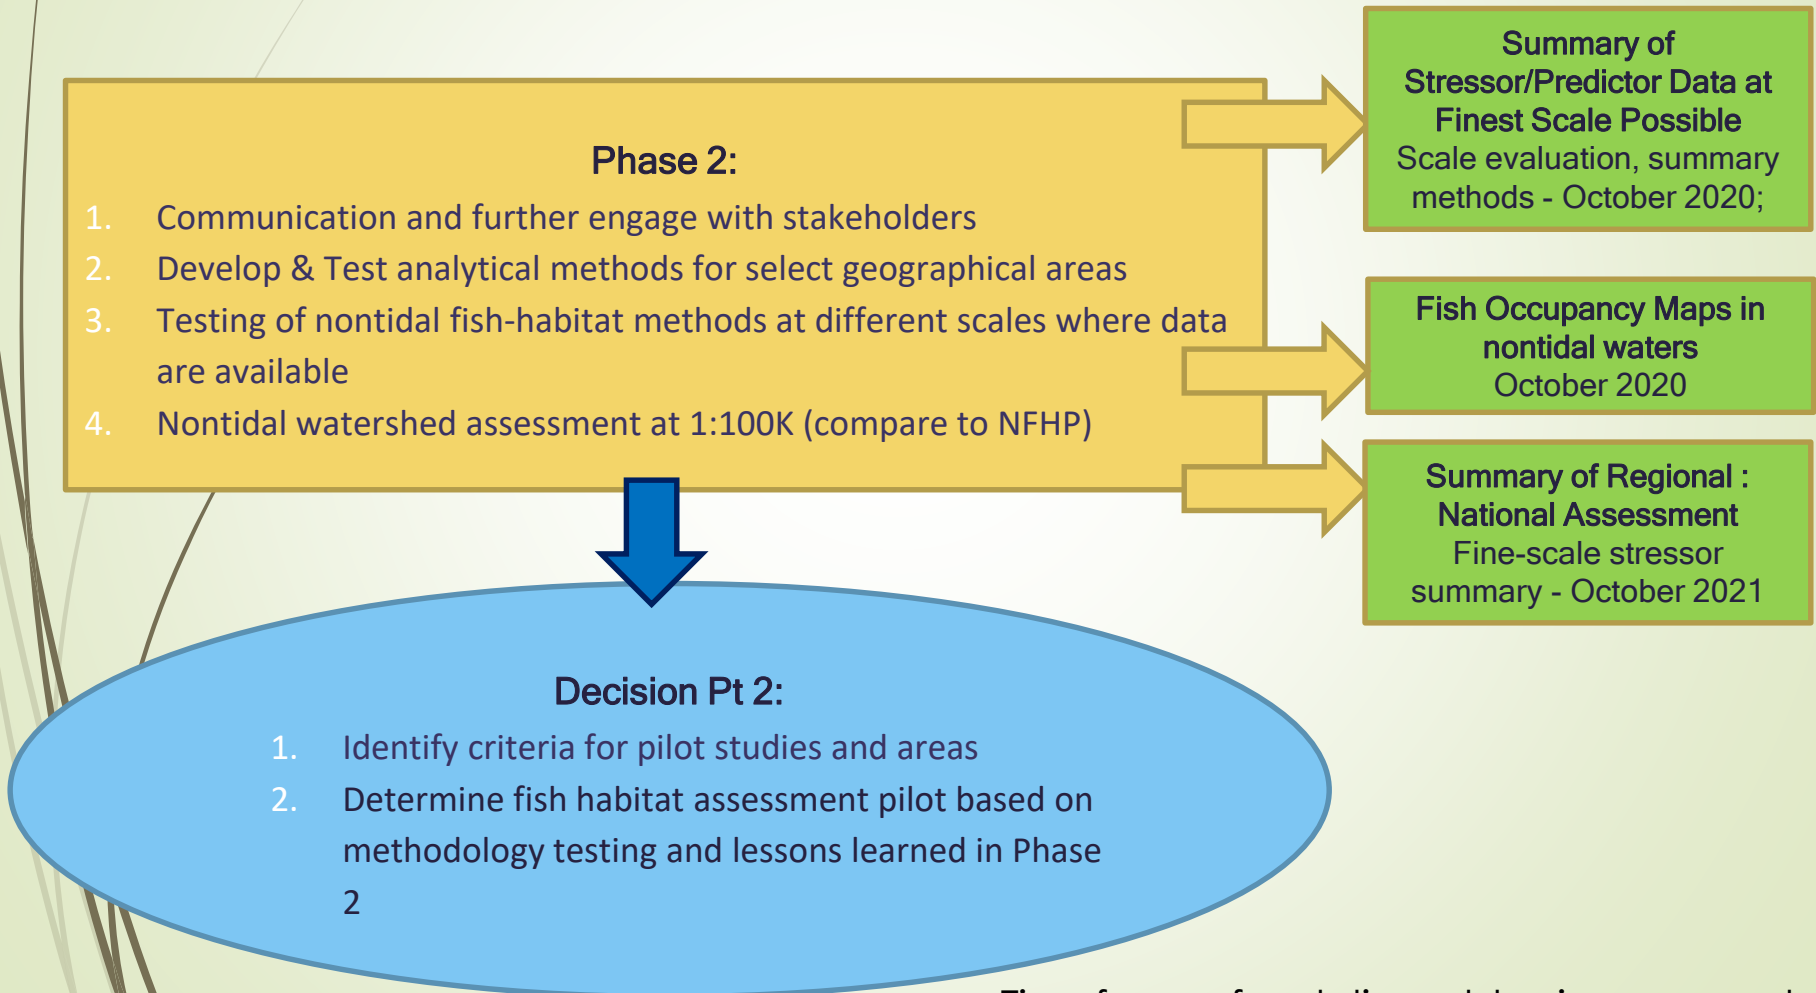 Phase 2:
1. Communication and further engage with stakeholders
2. Develop & Test analytical methods for select geographical areas
3. Testing of nontidal fish-habitat methods at different scales where data
are available
4. Nontidal watershed assessment at 1:100K (compare to NFHP)
Summary of
Stressor/Predictor Data at
Finest Scale Possible
Scale evaluation, summary
methods - October 2020;
Fish Occupancy Maps in
nontidal waters
October 2020
Summary of Regional :
National Assessment
Fine-scale stressor
summary - October 2021
Decision Pt 2:
1. Identify criteria for pilot studies and areas
2. Determine fish habitat assessment pilot based on
methodology testing and lessons learned in Phase
2